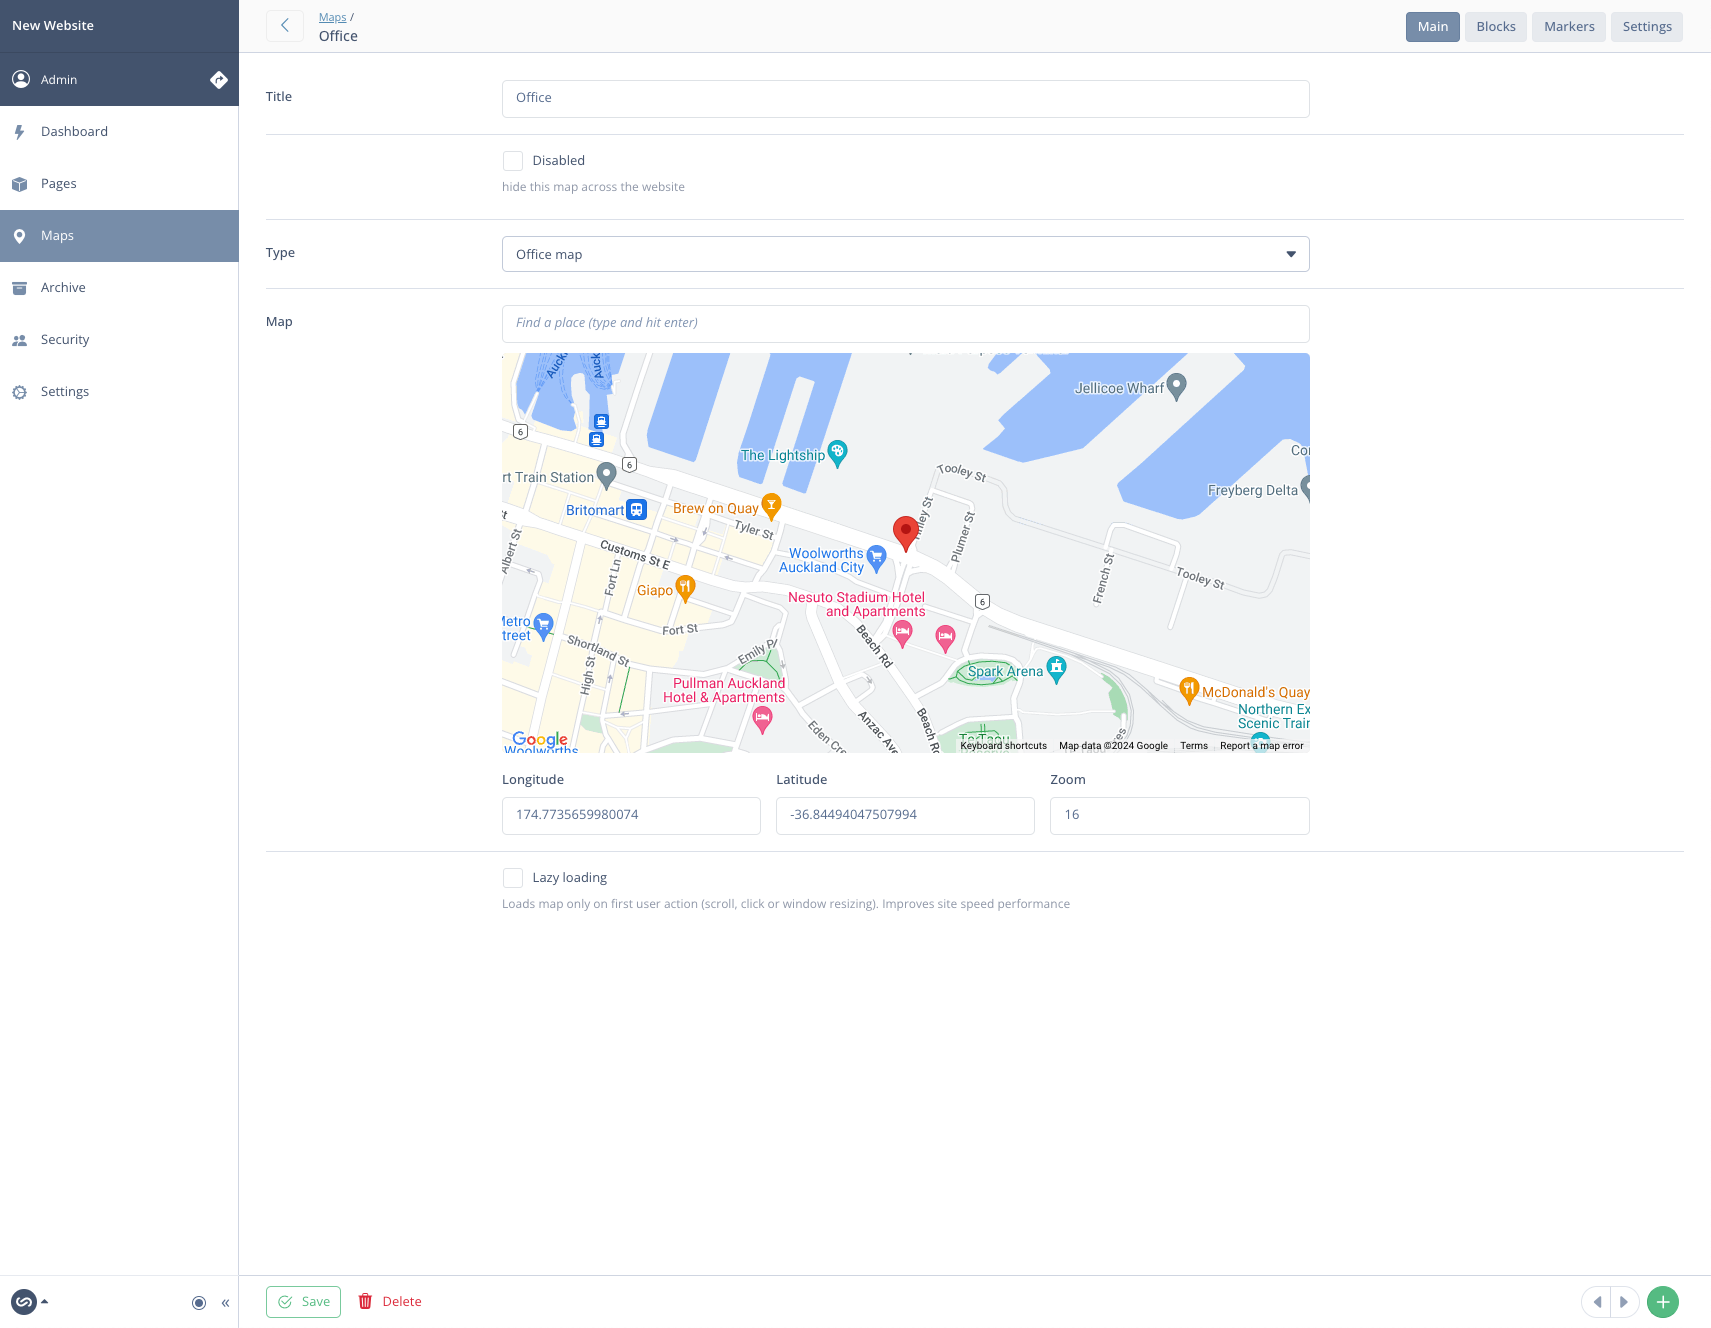 New Website
Maps /
Office
Main
Blocks
Markers
Settings
Admin
Dashboard
Pages
Maps
Archive
Security
Settings
Title
Office
Disabled
hide this map across the website
Type
Office map
Map
Find a place (type and hit enter)
Jellicoe Wharf
6
The Lightship
6
Tooley St
rt Train Station
Freyberg Delta
Britomart
Brew on Quay
Tyler St
Plumer St
Customs St E
Woolworths
Auckland City
Albert St
Fort Ln
French St
Tooley St
Giapo
Nesuto Stadium Hotel
and Apartments
6
Fort St
Shortland St
Emily Pl
Beach Rd
High St
Spark Arena
Pullman Auckland
Hotel & Apartments
McDonald's Quay
Northern Ex
Scenic Trai
Eden Cre
Anzac Ave
Beach Rd
Google
Woolworths
Keyboard shortcuts
Map data ©2024 Google
Terms
Report a map error
Longitude
Latitude
Zoom
174.7735659980074
-36.84494047507994
16
Lazy loading
Loads map only on first user action (scroll, click or window resizing). Improves site speed performance
Save
Delete